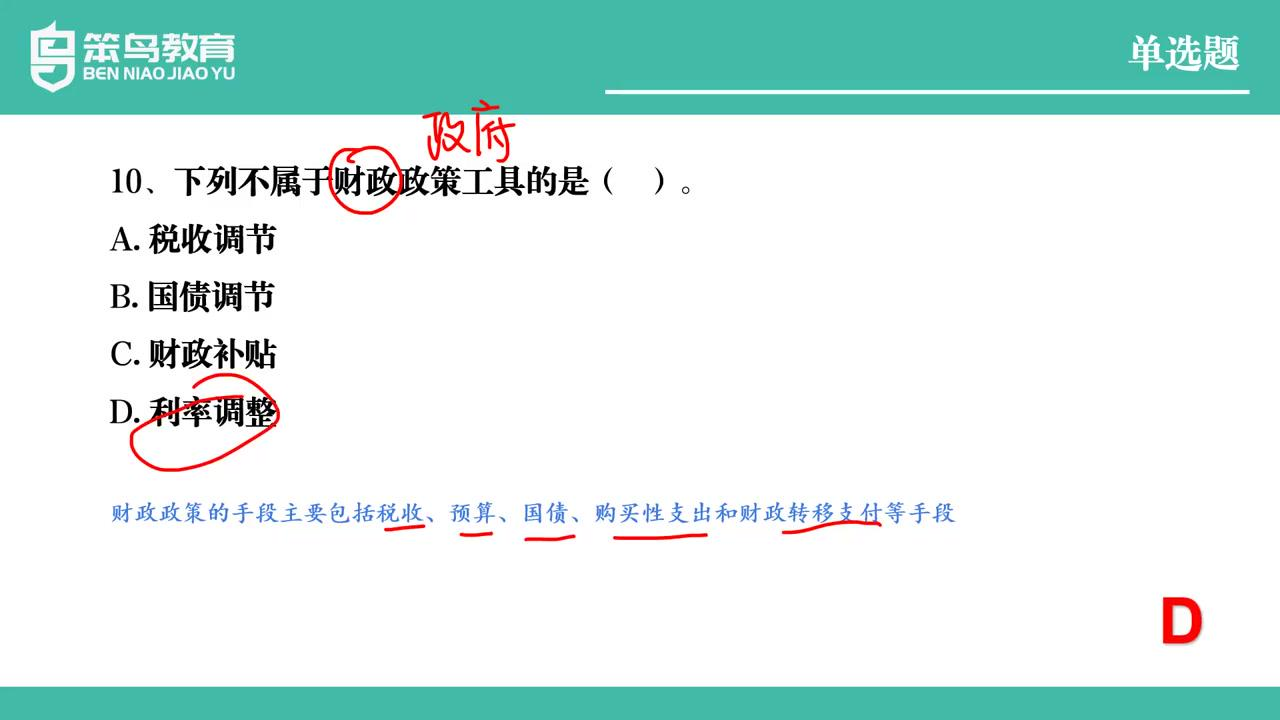 笨鸟教育
BEN NIAO JIAO YU
单选题
政府
10、下列不属于财政政策工具的是（ ）。
A. 税收调节
B. 国债调节
C. 财政补贴
D. 利率调整
财政政策的手段主要包括税收、预算、国债、购买性支出和财政转移支付等手段
D